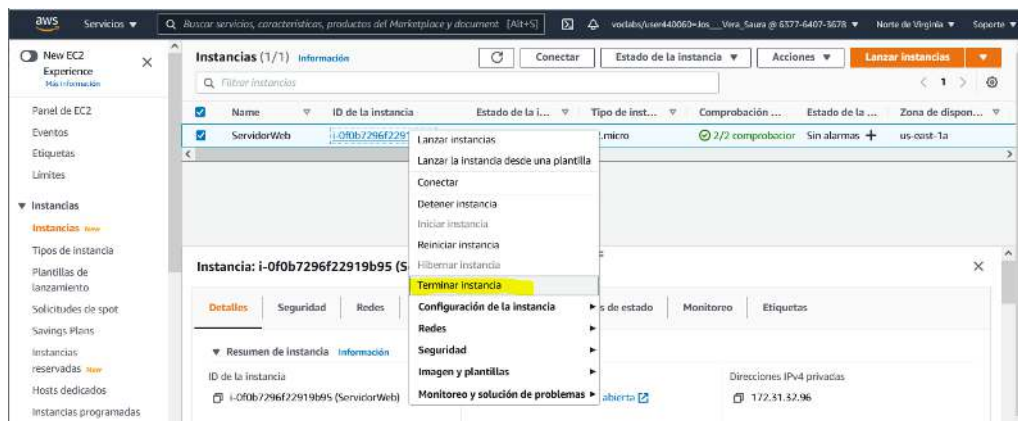 aws
Servicios ▼
Buscar servicios, características, productos del Marketplace y document [Alt+S]
voclabs/user440060=Jos___Vera_Saura @ 6377-6407-3678 ▼
Norte de Virginia ▼
Soporte ▼
New EC2
Experience
Más información
Panel de EC2
Eventos
Etiquetas
Límites
▼ Instancias
Instancias New
Tipos de instancia
Plantillas de
lanzamiento
Solicitudes de spot
Savings Plans
Instancias
reservadas New
Hosts dedicados
Instancias programadas
Instancias (1/1) Información
Conectar
Estado de la instancia ▼
Acciones ▼
Lanzar instancias
Filtrar instancias
1
Name
ID de la instancia
Estado de la i...
Tipo de inst...
Comprobación ...
Estado de la ...
Zona de dispon...
ServidorWeb
i-0f0b7296f2291
.micro
2/2 comprobacior
Sin alarmas +
us-east-1a
Lanzar instancias
Lanzar la instancia desde una plantilla
Conectar
Detener instancia
Iniciar instancia
Reiniciar instancia
Hibernar instancia
Terminar instancia
Configuración de la instancia
Redes
Seguridad
Imagen y plantillas
Monitoreo y solución de problemas
Instancia: i-0f0b7296f22919b95 (S
Detalles
Seguridad
Redes
s de estado
Monitoreo
Etiquetas
▼ Resumen de instancia Información
ID de la instancia
i-0f0b7296f22919b95 (ServidorWeb)
abierta
Direcciones IPv4 privadas
172.31.32.96